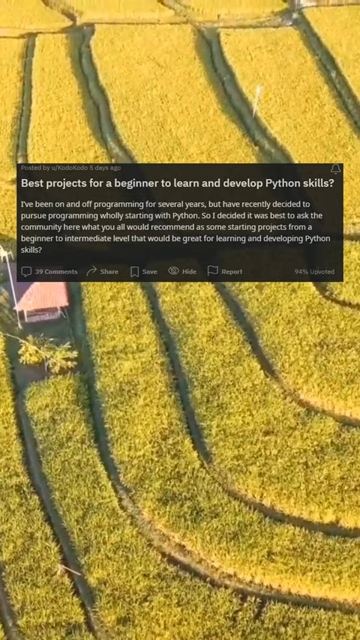 Posted by u/KodoKodo 5 days ago
Best projects for a beginner to learn and develop Python skills?
I've been on and off programming for several years, but have recently decided to
pursue programming wholly starting with Python. So I decided it was best to ask the
community here what you all would recommend as some starting projects from a
beginner to intermediate level that would be great for learning and developing Python
skills?
39 Comments Share Save Hide Report 94% Upvoted